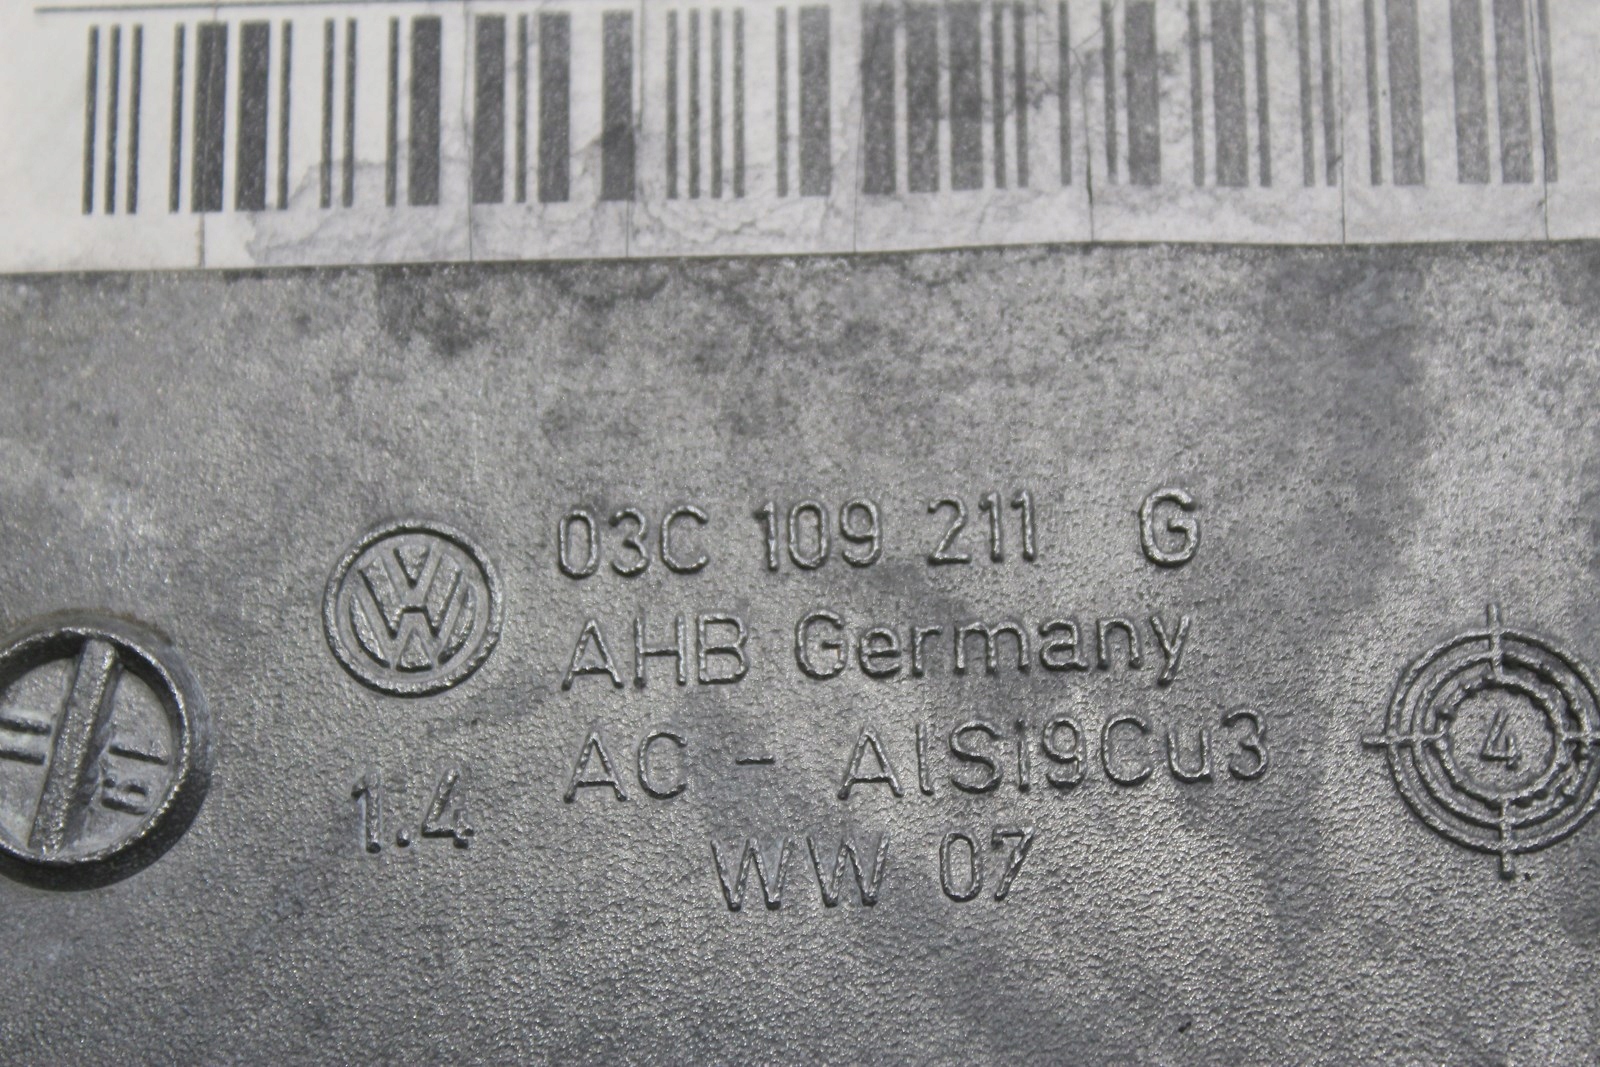 03C 109 211 G
AHB Germany
AC - AlSi9Cu3
1.4
WW 07
4